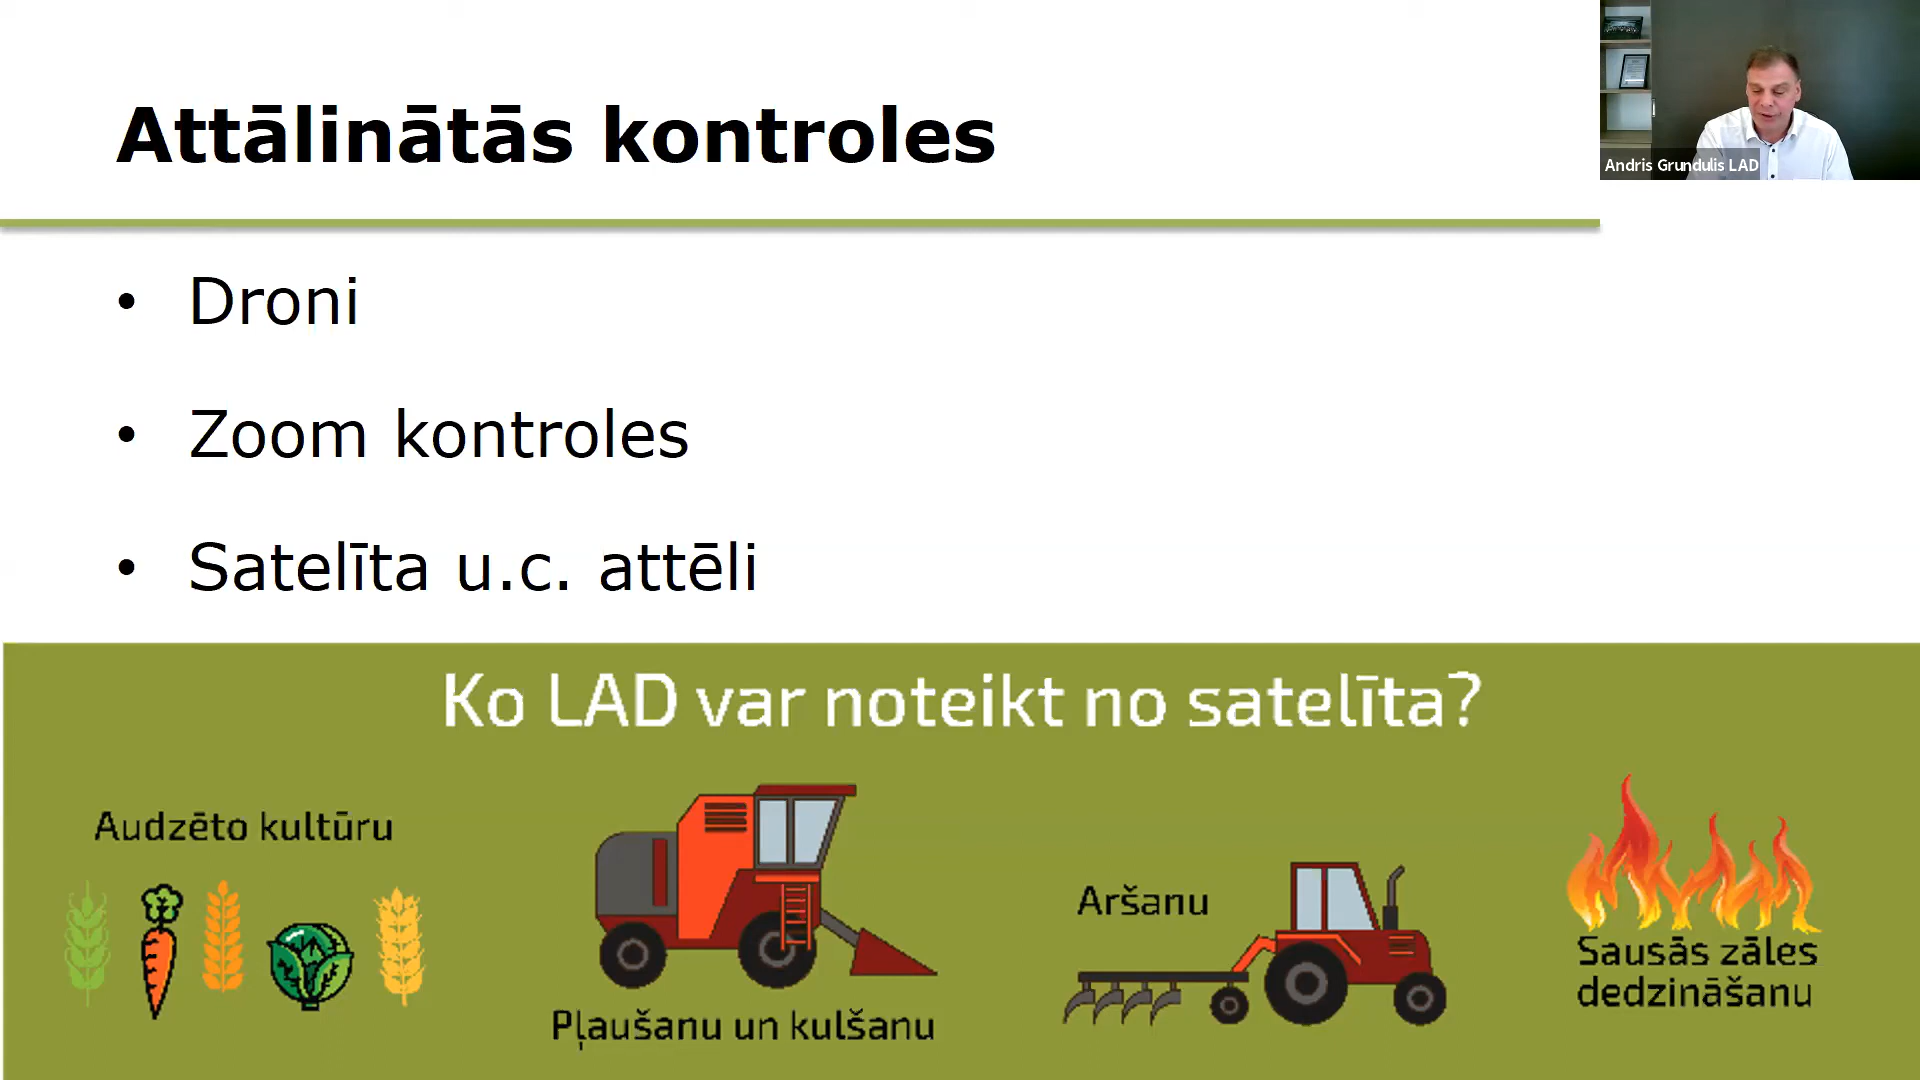 Attālinātās kontroles
Andris Grundulis LAD
• Droni
• Zoom kontroles
• Satelīta u.c. attēli
Ko LAD var noteikt no satelīta?
Audzēto kultūru
Pļaušanu un kulšanu
Aršanu
Sausās zāles
dedzināšanu